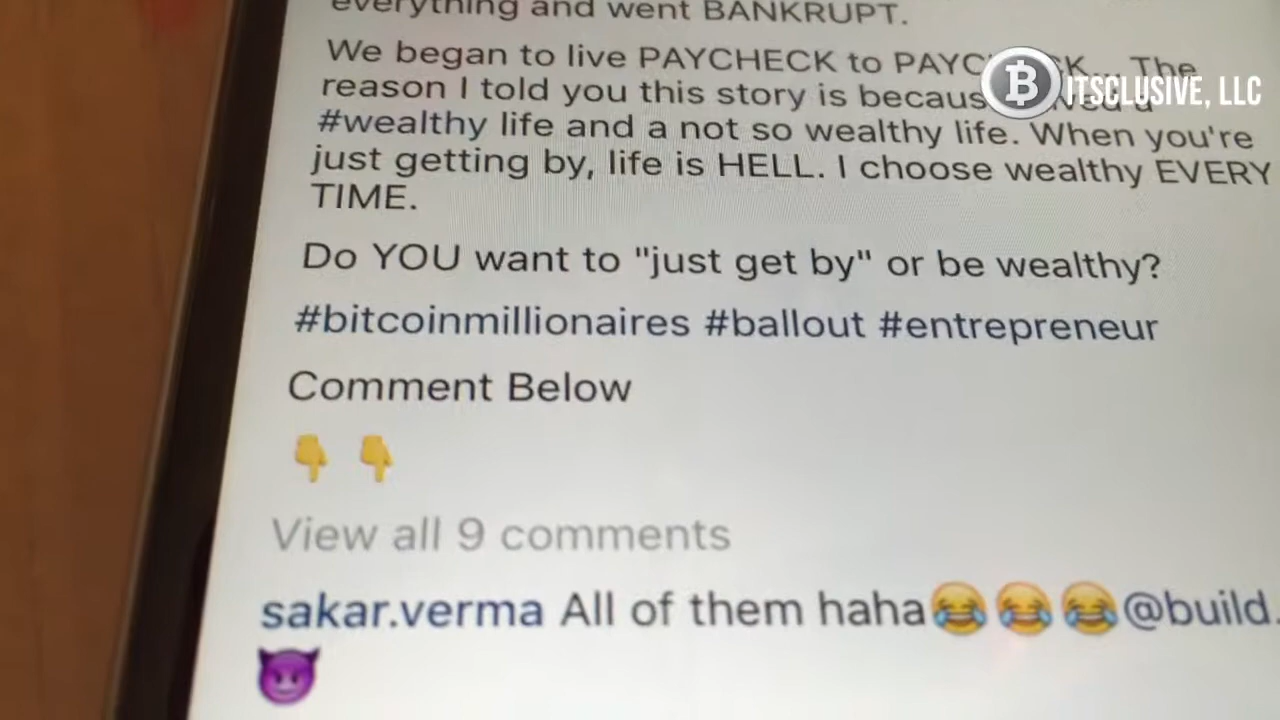 everything and went BANKRUPT.
We began to live PAYCHECK to The
reason I told you this story is
#wealthy life and a not so wealthy life. When you're
just getting by, life is HELL. I choose wealthy EVERY
TIME.
Do YOU want to "just get by" or be wealthy?
#bitcoinmillionaires #ballout #entrepreneur
Comment Below
👇 👇
View all 9 comments
sakar.verma All of them haha😂😂😂@build.
😈
BITSCLUSIVE, LLC